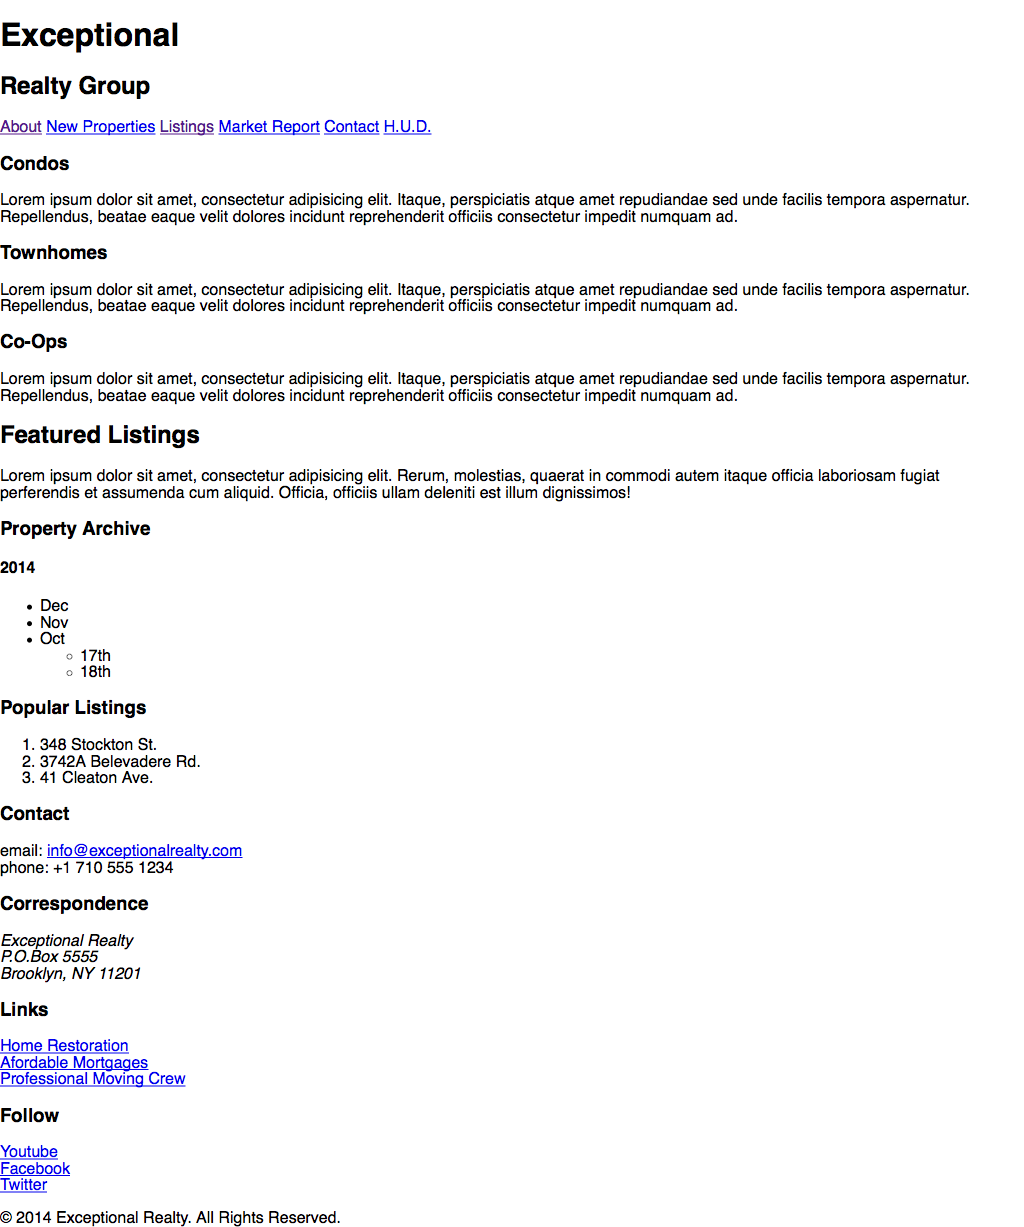 Exceptional
Realty Group
About New Properties Listings Market Report Contact H.U.D.
Condos
Lorem ipsum dolor sit amet, consectetur adipisicing elit. Itaque, perspiciatis atque amet repudiandae sed unde facilis tempora aspernatur.
Repellendus, beatae eaque velit dolores incidunt reprehenderit officiis consectetur impedit numquam ad.
Townhomes
Lorem ipsum dolor sit amet, consectetur adipisicing elit. Itaque, perspiciatis atque amet repudiandae sed unde facilis tempora aspernatur.
Repellendus, beatae eaque velit dolores incidunt reprehenderit officiis consectetur impedit numquam ad.
Co-Ops
Lorem ipsum dolor sit amet, consectetur adipisicing elit. Itaque, perspiciatis atque amet repudiandae sed unde facilis tempora aspernatur.
Repellendus, beatae eaque velit dolores incidunt reprehenderit officiis consectetur impedit numquam ad.
Featured Listings
Lorem ipsum dolor sit amet, consectetur adipisicing elit. Rerum, molestias, quaerat in commodi autem itaque officia laboriosam fugiat
perferendis et assumenda cum aliquid. Officia, officiis ullam deleniti est illum dignissimos!
Property Archive
2014
• Dec
• Nov
• Oct
◦ 17th
◦ 18th
Popular Listings
1. 348 Stockton St.
2. 3742A Belevadere Rd.
3. 41 Cleaton Ave.
Contact
email: info@exceptionalrealty.com
phone: +1 710 555 1234
Correspondence
Exceptional Realty
P.O.Box 5555
Brooklyn, NY 11201
Links
Home Restoration
Afordable Mortgages
Professional Moving Crew
Follow
Youtube
Facebook
Twitter
© 2014 Exceptional Realty. All Rights Reserved.